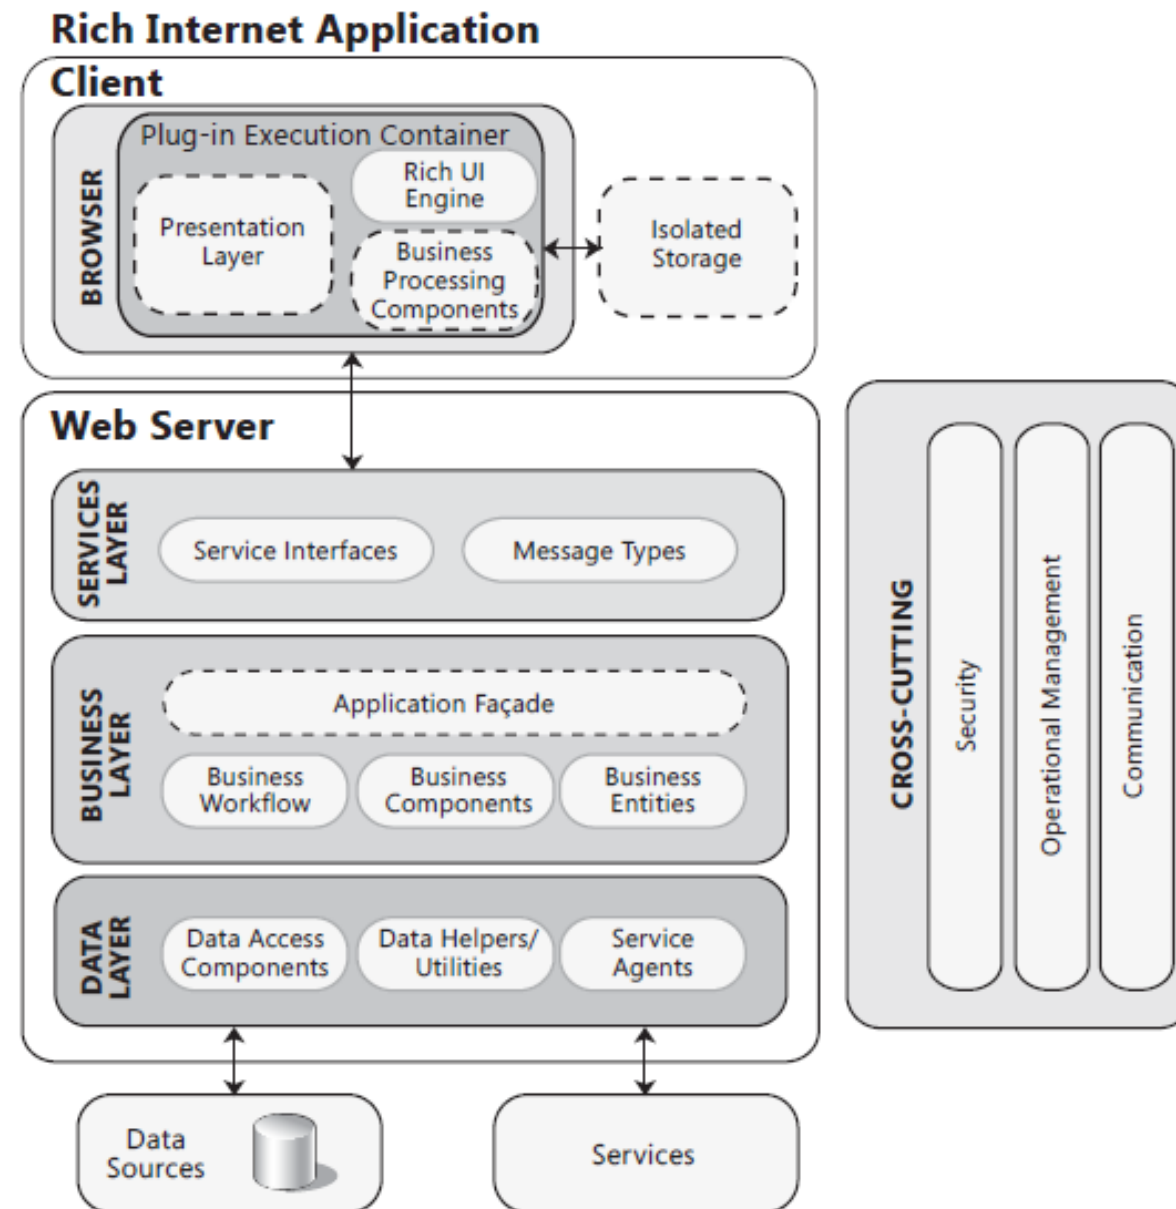 Rich Internet Application
Client
BROWSER
Plug-in Execution Container
Presentation
Layer
Rich UI
Engine
Business
Processing
Components
Isolated
Storage
Web Server
SERVICES
LAYER
Service Interfaces
Message Types
BUSINESS
LAYER
Application Façade
Business
Workflow
Business
Components
Business
Entities
DATA
LAYER
Data Access
Components
Data Helpers/
Utilities
Service
Agents
Data
Sources
Services
CROSS-CUTTING
Security
Operational Management
Communication